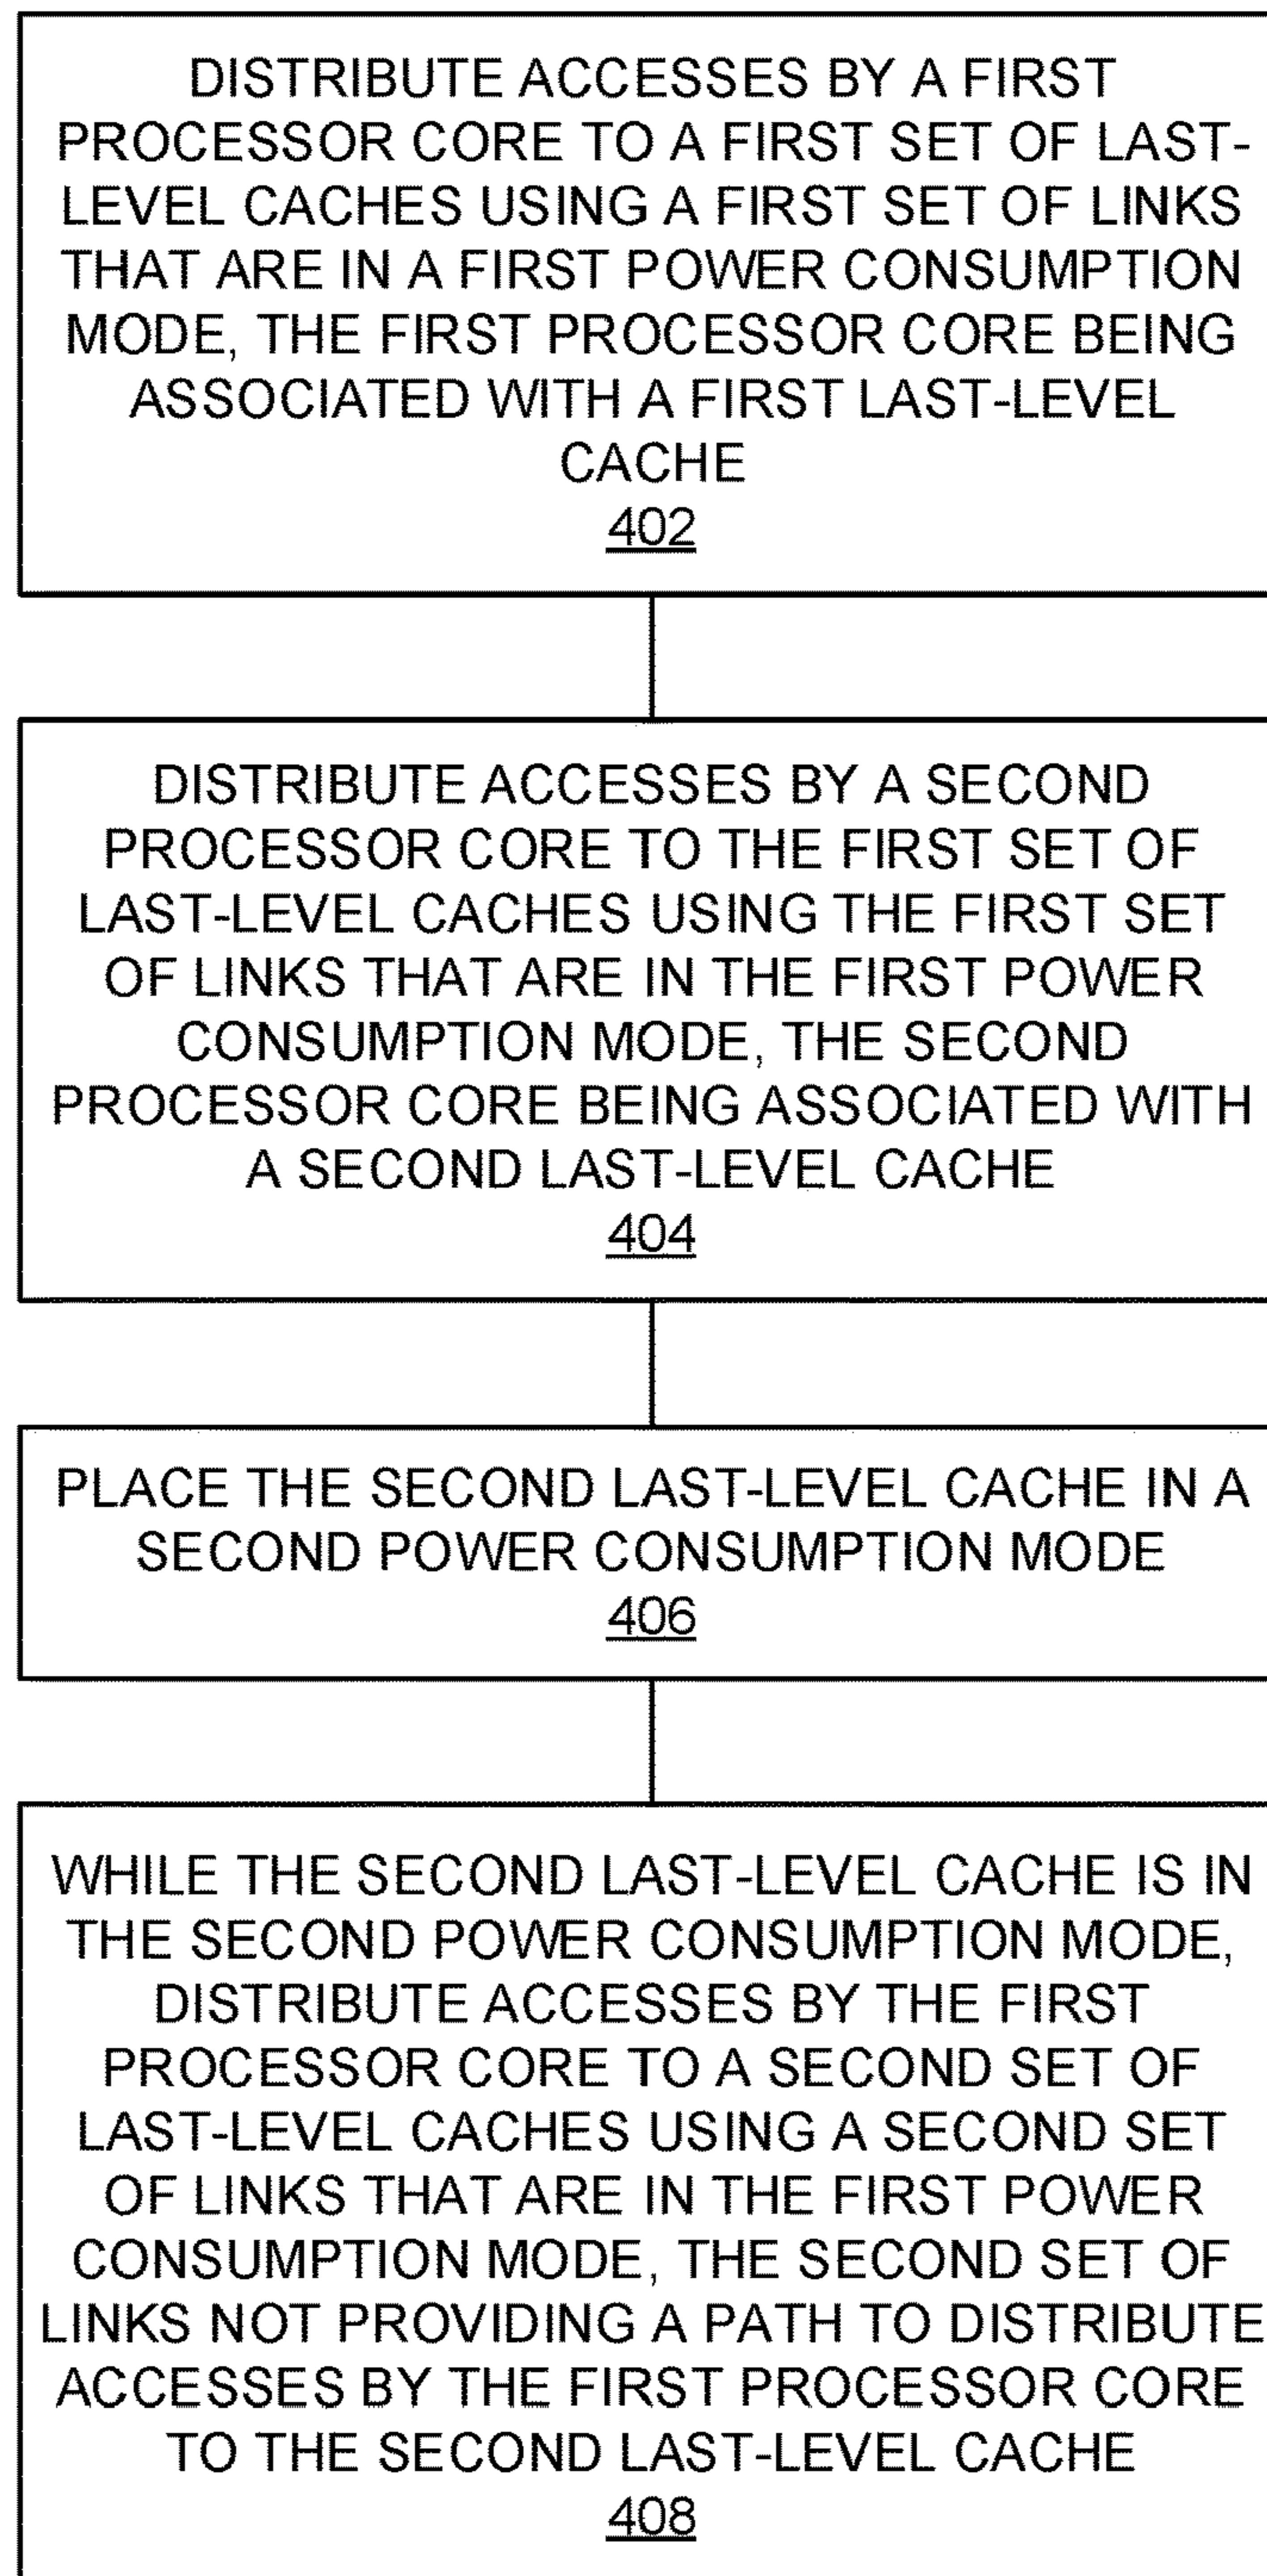 DISTRIBUTE ACCESSES BY A FIRST
PROCESSOR CORE TO A FIRST SET OF LAST-
LEVEL CACHES USING A FIRST SET OF LINKS
THAT ARE IN A FIRST POWER CONSUMPTION
MODE, THE FIRST PROCESSOR CORE BEING
ASSOCIATED WITH A FIRST LAST-LEVEL
CACHE
402
DISTRIBUTE ACCESSES BY A SECOND
PROCESSOR CORE TO THE FIRST SET OF
LAST-LEVEL CACHES USING THE FIRST SET
OF LINKS THAT ARE IN THE FIRST POWER
CONSUMPTION MODE, THE SECOND
PROCESSOR CORE BEING ASSOCIATED WITH
A SECOND LAST-LEVEL CACHE
404
PLACE THE SECOND LAST-LEVEL CACHE IN A
SECOND POWER CONSUMPTION MODE
406
WHILE THE SECOND LAST-LEVEL CACHE IS IN
THE SECOND POWER CONSUMPTION MODE,
DISTRIBUTE ACCESSES BY THE FIRST
PROCESSOR CORE TO A SECOND SET OF
LAST-LEVEL CACHES USING A SECOND SET
OF LINKS THAT ARE IN THE FIRST POWER
CONSUMPTION MODE, THE SECOND SET OF
LINKS NOT PROVIDING A PATH TO DISTRIBUTE
ACCESSES BY THE FIRST PROCESSOR CORE
TO THE SECOND LAST-LEVEL CACHE
408